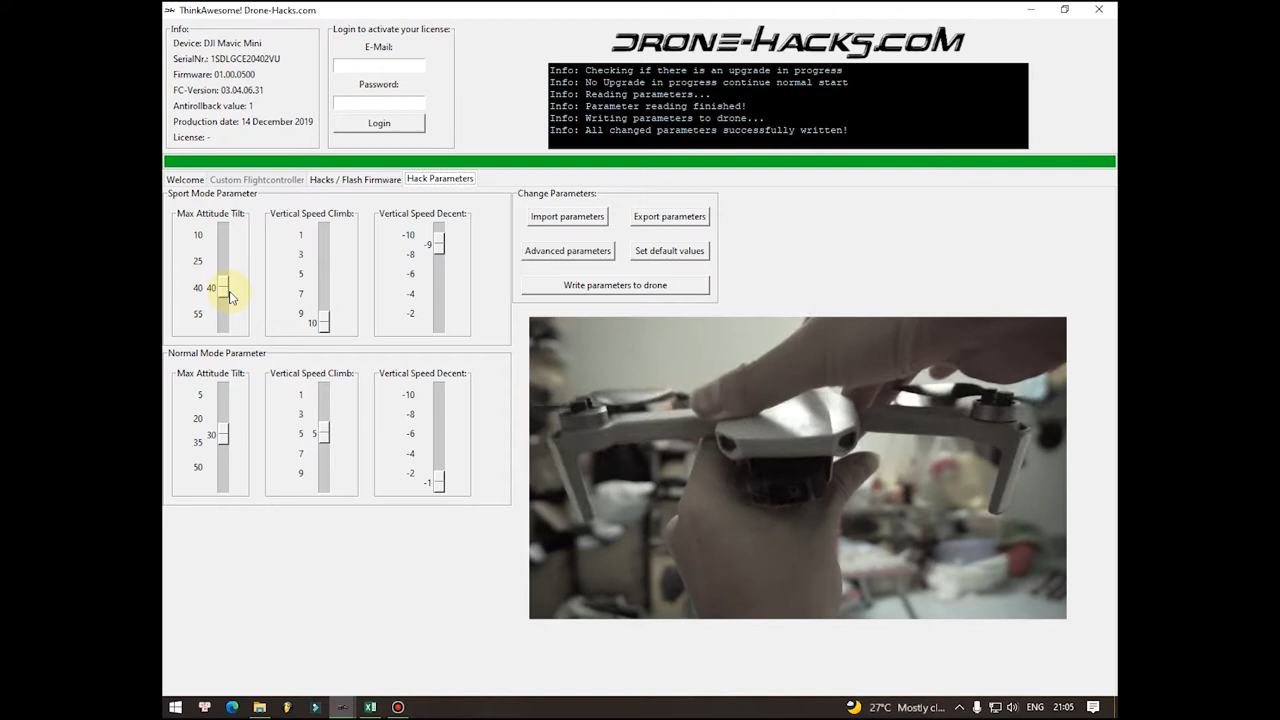 ThinkAwesome! Drone-Hacks.com
Info:
Device: DJI Mavic Mini
SerialNr.: 1SDLGCE20402VU
Firmware: 01.00.0500
FC-Version: 03.04.06.31
Antirollback value: 1
Production date: 14 December 2019
License: -
Login to activate your license:
E-Mail:
Password:
Login
DRONE-HACKS.COM
Info: Checking if there is an upgrade in progress
Info: No Upgrade in progress continue normal start
Info: Reading parameters...
Info: Parameter reading finished!
Info: Writing parameters to drone...
Info: All changed parameters successfully written!
Welcome Custom Flightcontroller Hacks / Flash Firmware Hack Parameters
Sport Mode Parameter
Max Attitude Tilt:
10
25
40 40
55
Vertical Speed Climb:
1
3
5
7
9
10
Vertical Speed Decent:
-10
-9
-8
-6
-4
-2
Change Parameters:
Import parameters Export parameters
Advanced parameters Set default values
Write parameters to drone
Normal Mode Parameter
Max Attitude Tilt:
5
20
30
35
50
Vertical Speed Climb:
1
3
5 5
7
9
Vertical Speed Decent:
-10
-8
-6
-4
-2
-1
27°C Mostly cl... ENG 21:05